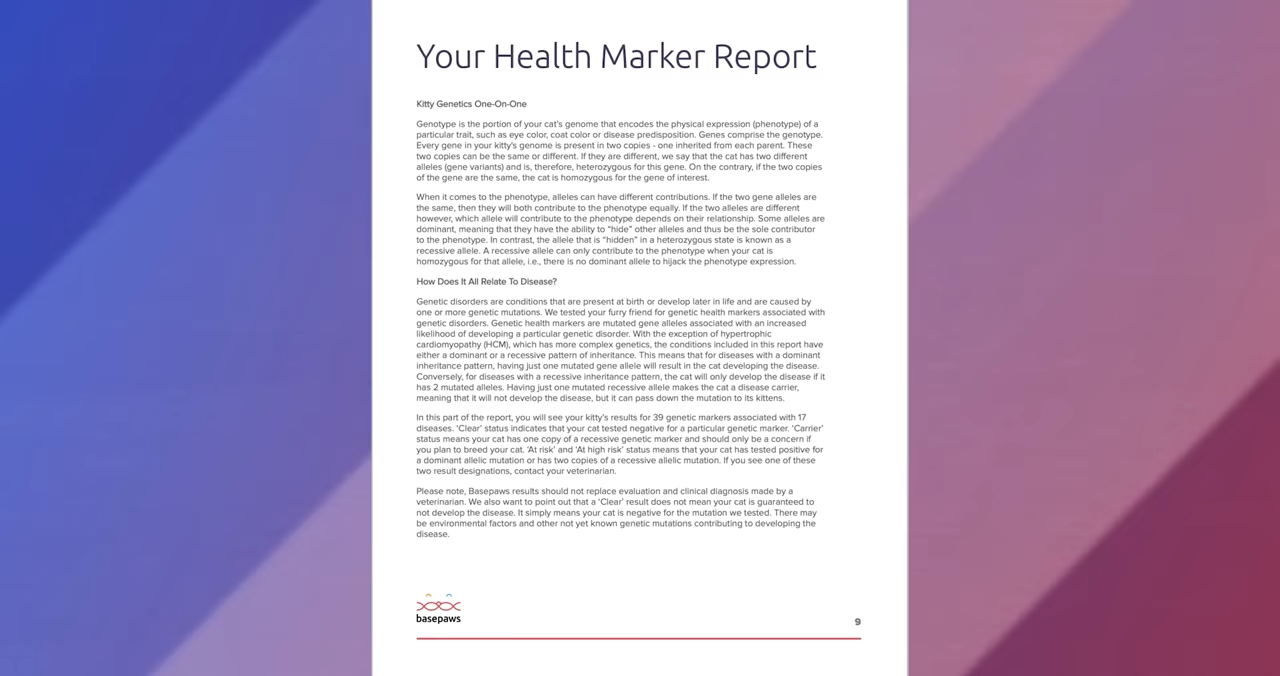 Your Health Marker Report
Kitty Genetics One-On-One
Genotype is the portion of your cat's genome that encodes the physical expression (phenotype) of a
particular trait, such as eye color, coat color or disease predisposition. Genes comprise the genotype.
Every gene in your kitty's genome is present in two copies - one inherited from each parent. These
two copies can be the same or different. If they are different, we say that the cat has two different
alleles (gene variants) and is, therefore, heterozygous for this gene. On the contrary, if the two copies
of the gene are the same, the cat is homozygous for the gene of interest.
When it comes to the phenotype, alleles can have different contributions. If the two gene alleles are
the same, then they will both contribute to the phenotype equally. If the two alleles are different
however, which allele will contribute to the phenotype depends on their relationship. Some alleles are
dominant, meaning that they have the ability to “hide” other alleles and thus be the sole contributor
to the phenotype. In contrast, the allele that is “hidden” in a heterozygous state is known as a
recessive allele. A recessive allele can only contribute to the phenotype when your cat is
homozygous for that allele, i.e., there is no dominant allele to hijack the phenotype expression.
How Does It All Relate To Disease?
Genetic disorders are conditions that are present at birth or develop later in life and are caused by
one or more genetic mutations. We tested your furry friend for genetic health markers associated with
genetic disorders. Genetic health markers are mutated gene alleles associated with an increased
likelihood of developing a particular genetic disorder. With the exception of hypertrophic
cardiomyopathy (HCM), which has more complex genetics, the conditions included in this report have
either a dominant or a recessive pattern of inheritance. This means that for diseases with a dominant
inheritance pattern, having just one mutated gene allele will result in the cat developing the disease.
Conversely, for diseases with a recessive inheritance pattern, the cat will only develop the disease if it
has 2 mutated alleles. Having just one mutated recessive allele makes the cat a disease carrier,
meaning that it will not develop the disease, but it can pass down the mutation to its kittens.
In this part of the report, you will see your kitty's results for 39 genetic markers associated with 17
diseases. ‘Clear’ status indicates that your cat tested negative for a particular genetic marker. ‘Carrier’
status means your cat has one copy of a recessive genetic marker and should only be a concern if
you plan to breed your cat. ‘At risk’ and ‘At high risk’ status means that your cat has tested positive for
a dominant allelic mutation or has two copies of a recessive allelic mutation. If you see one of these
two result designations, contact your veterinarian.
Please note, Basepaws results should not replace evaluation and clinical diagnosis made by a
veterinarian. We also want to point out that a ‘Clear’ result does not mean your cat is guaranteed to
not develop the disease. It simply means your cat is negative for the mutation we tested. There may
be environmental factors and other not yet known genetic mutations contributing to developing the
disease.
basepaws
9